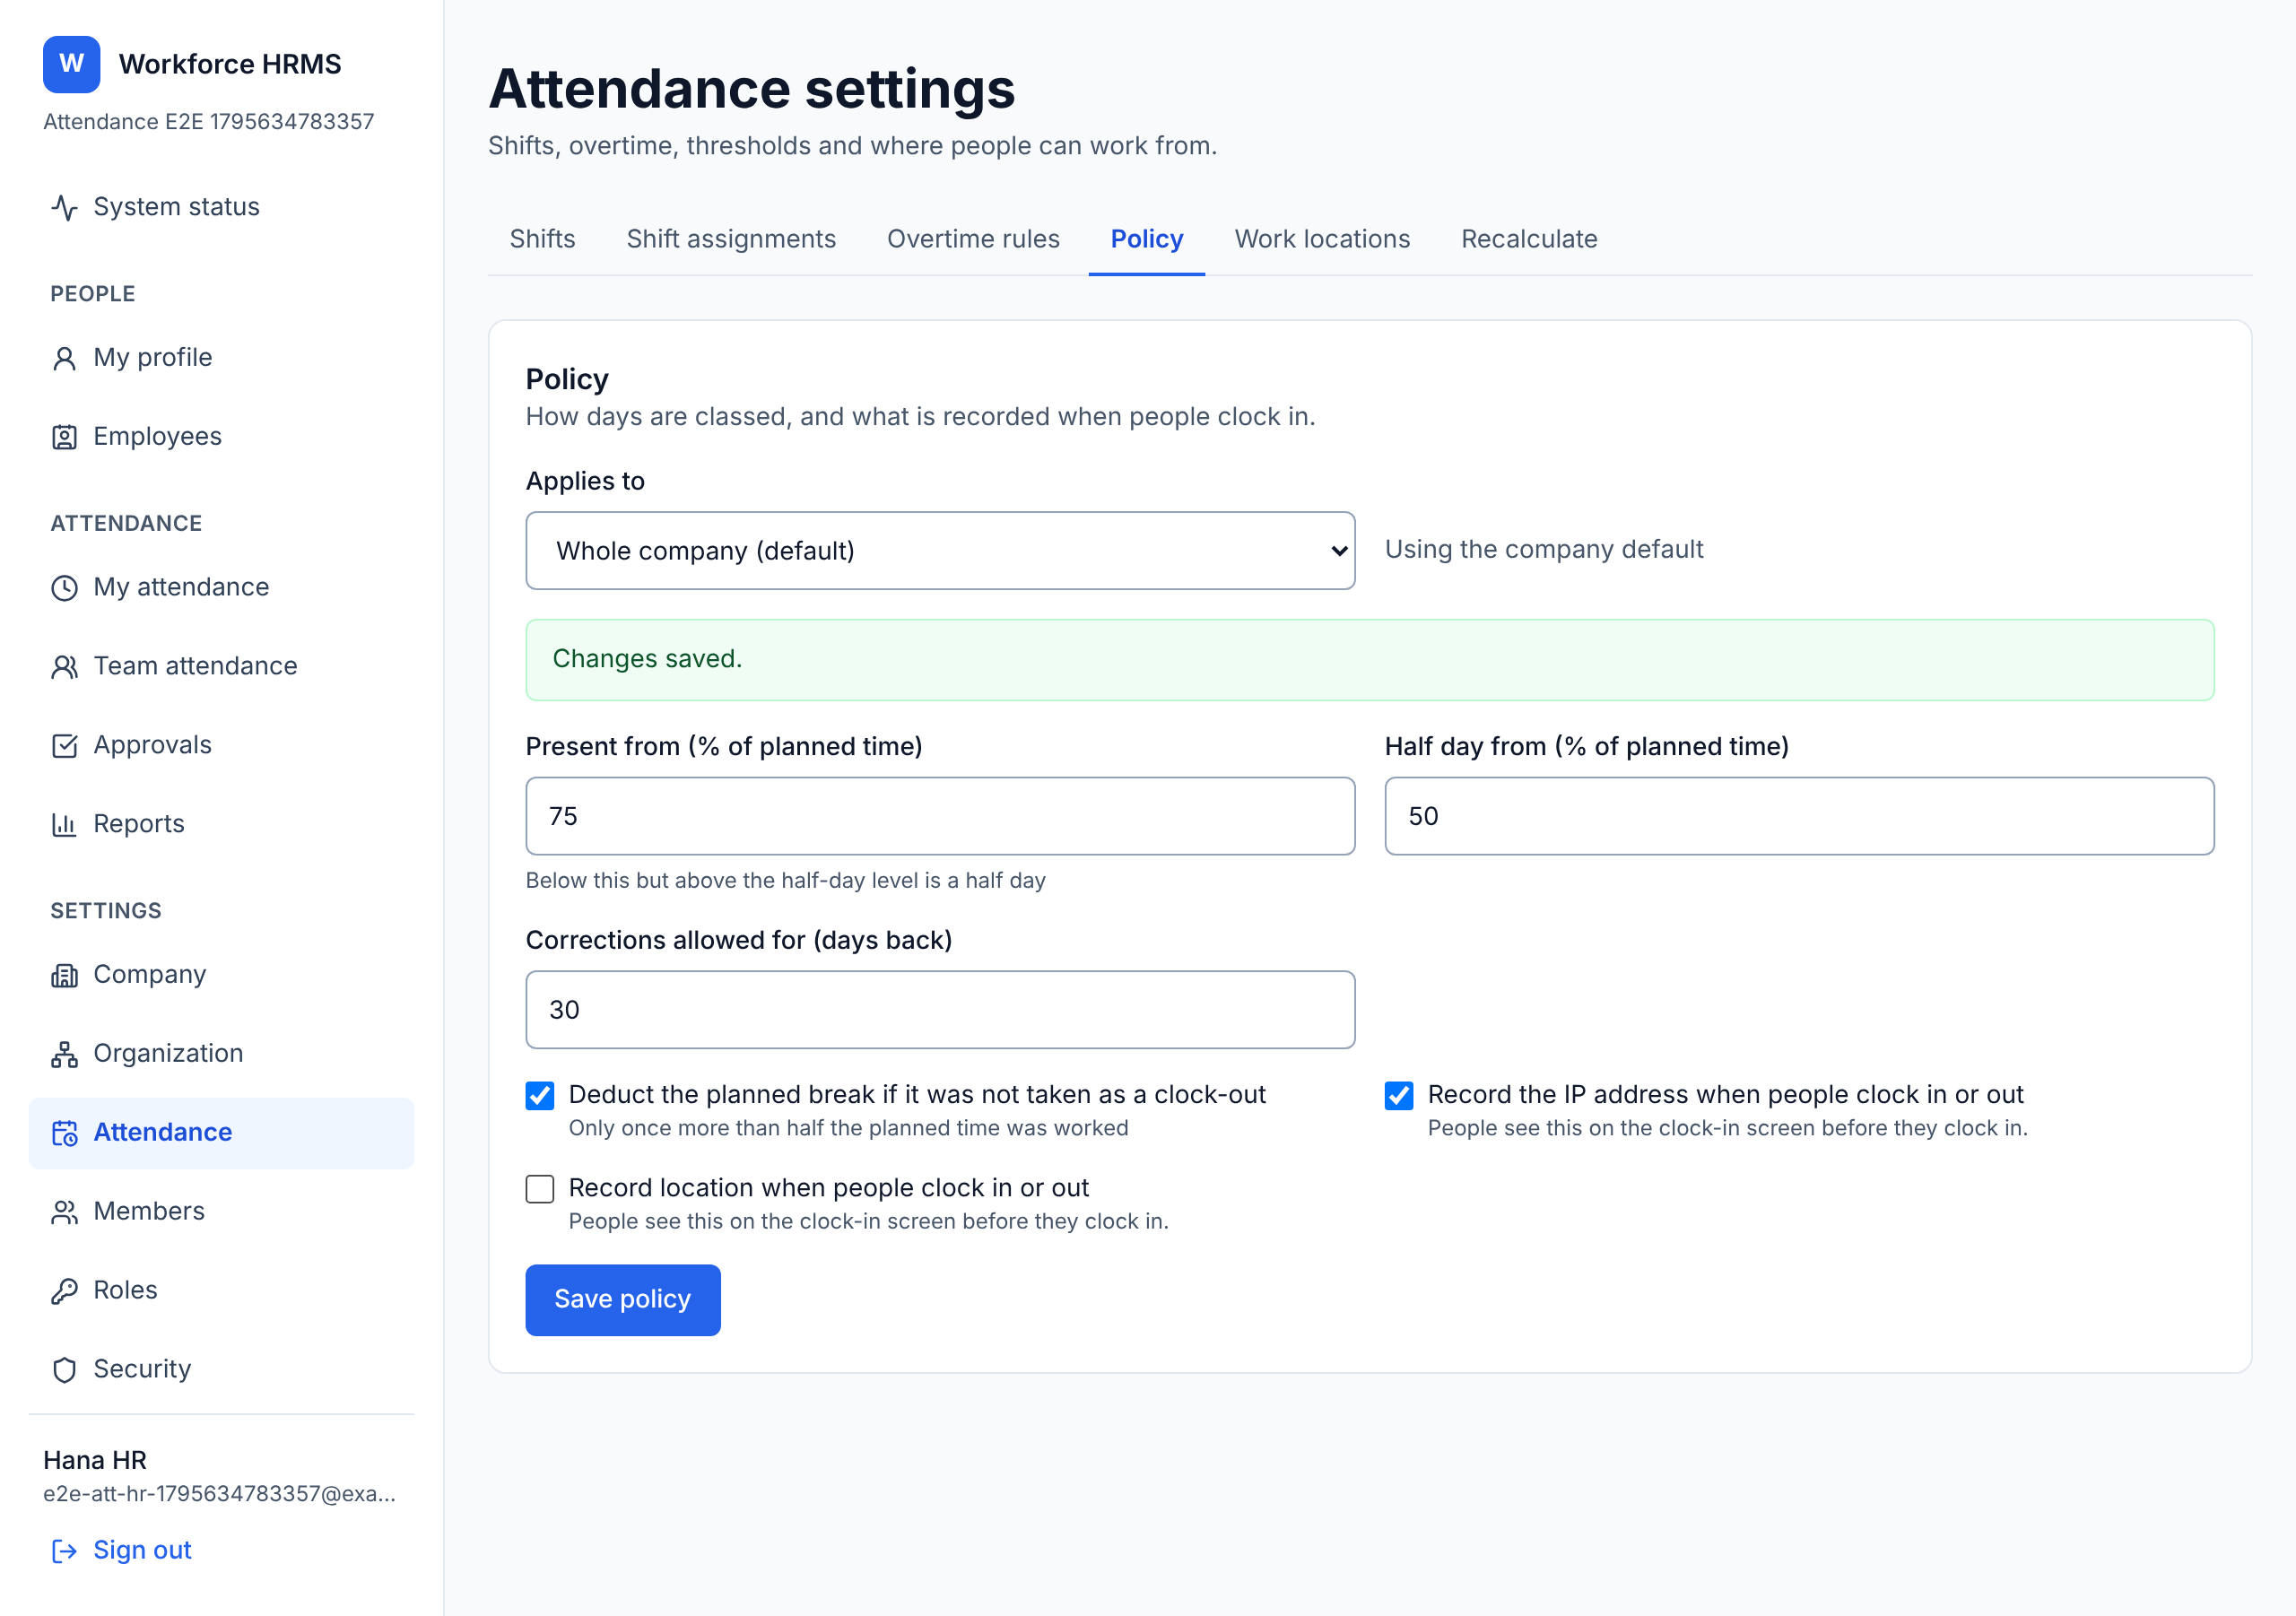 W
Workforce HRMS
Attendance E2E 1795634783357
System status
PEOPLE
My profile
Employees
ATTENDANCE
My attendance
Team attendance
Approvals
Reports
SETTINGS
Company
Organization
Attendance
Members
Roles
Security
Hana HR
e2e-att-hr-1795634783357@exa...
Sign out
Attendance settings
Shifts, overtime, thresholds and where people can work from.
Shifts
Shift assignments
Overtime rules
Policy
Work locations
Recalculate
Policy
How days are classed, and what is recorded when people clock in.
Applies to
Whole company (default)
Using the company default
Changes saved.
Present from (% of planned time)
75
Below this but above the half-day level is a half day
Half day from (% of planned time)
50
Corrections allowed for (days back)
30
Deduct the planned break if it was not taken as a clock-out
Only once more than half the planned time was worked
Record the IP address when people clock in or out
People see this on the clock-in screen before they clock in.
Record location when people clock in or out
People see this on the clock-in screen before they clock in.
Save policy